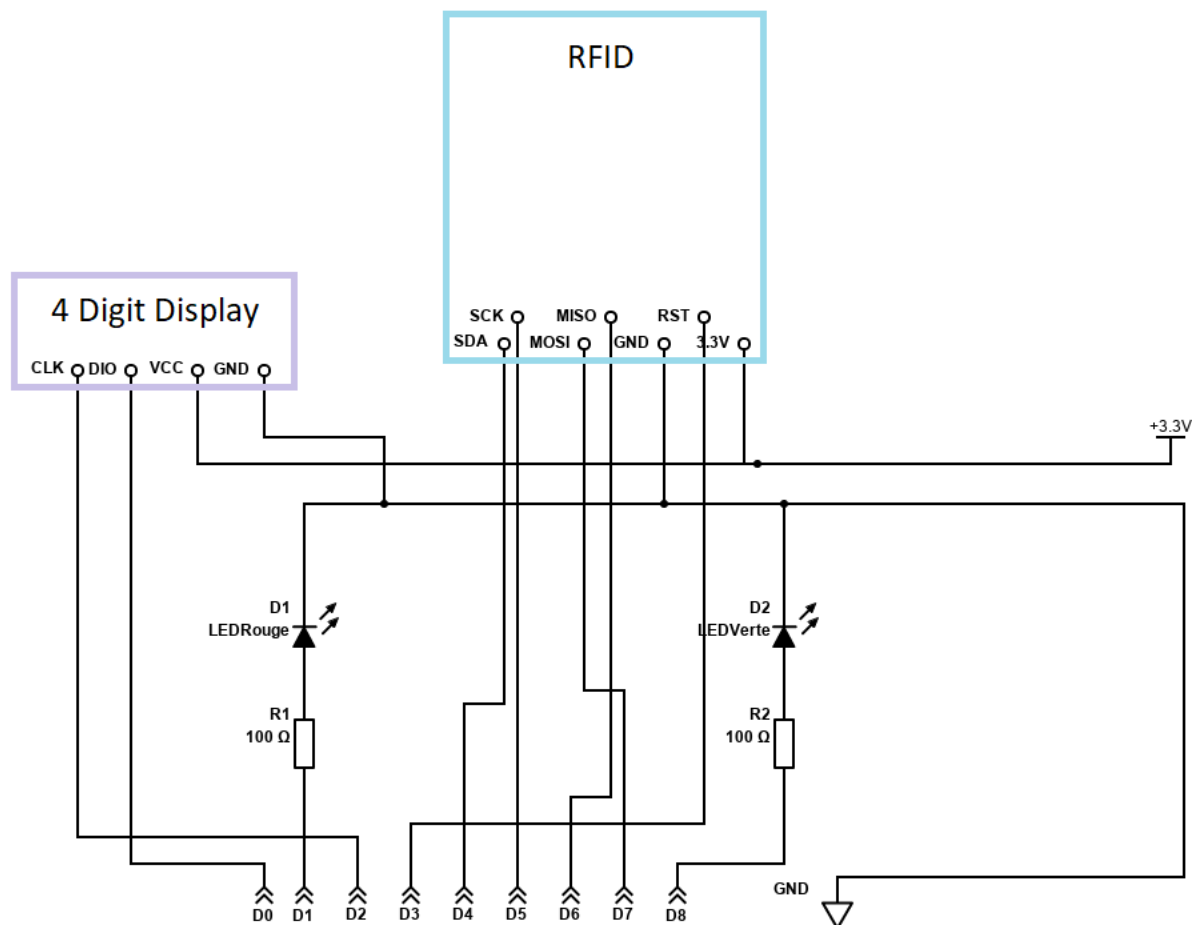 RFID
4 Digit Display
SCK
MISO
RST
SDA
MOSI
GND
3.3V
CLK
DIO
VCC
GND
+3.3V
D1
LEDRouge
D2
LEDVerte
R1
100 Ω
R2
100 Ω
GND
D0
D1
D2
D3
D4
D5
D6
D7
D8